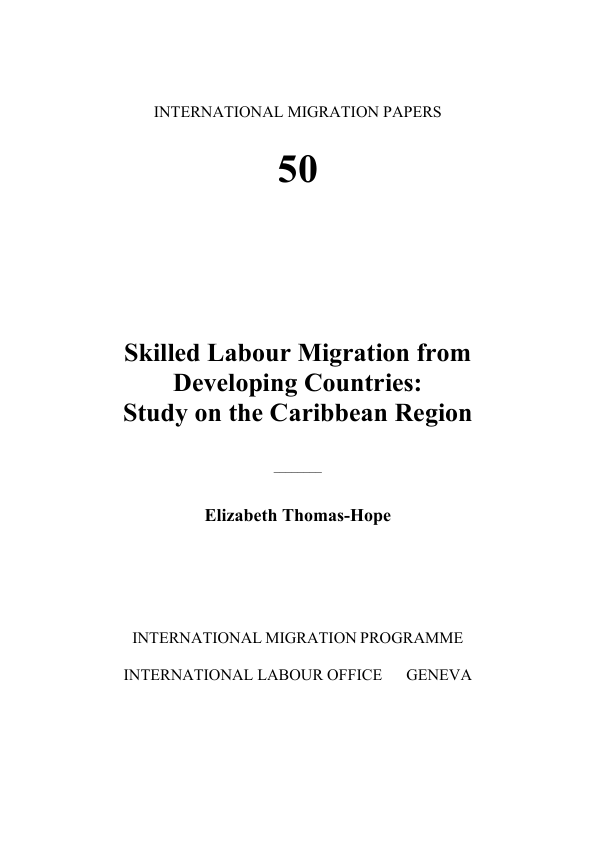 INTERNATIONAL MIGRATION PAPERS
50
Skilled Labour Migration from
Developing Countries:
Study on the Caribbean Region
Elizabeth Thomas-Hope
INTERNATIONAL MIGRATION PROGRAMME
INTERNATIONAL LABOUR OFFICE GENEVA